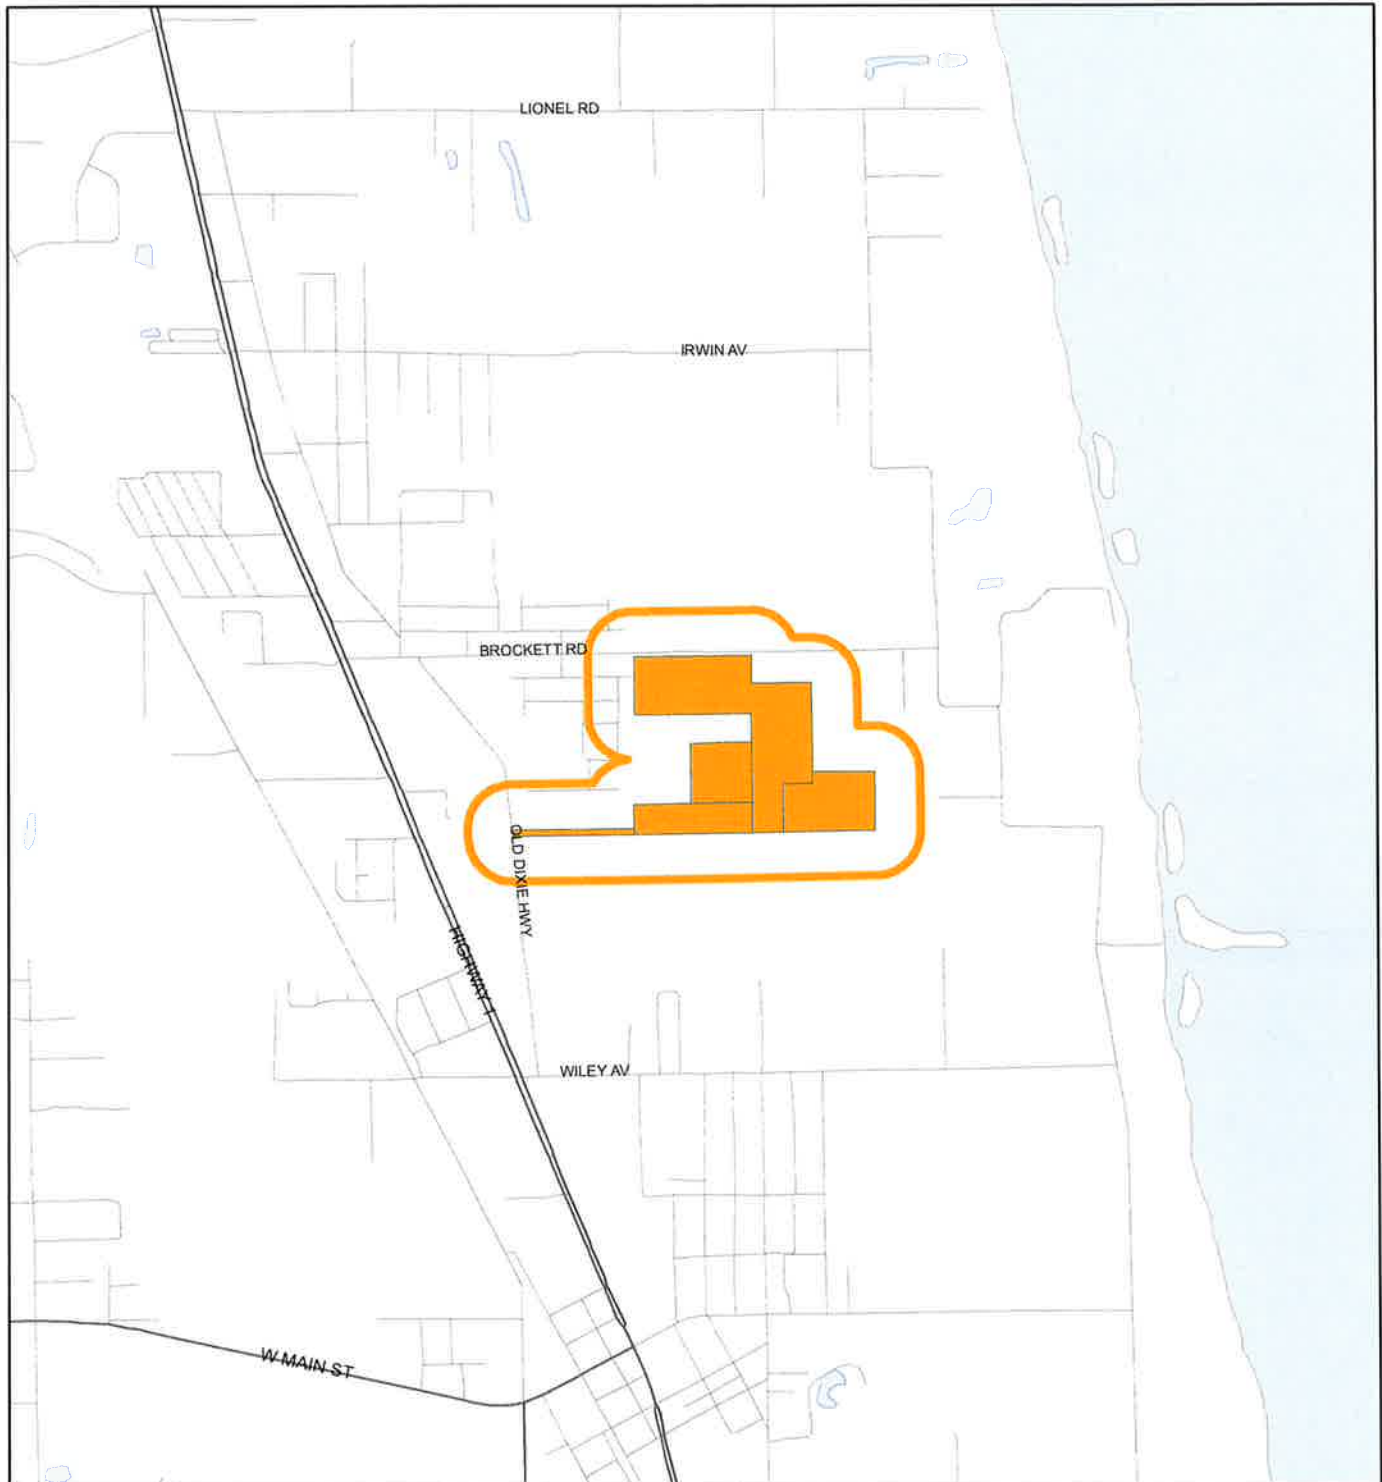 LIONEL RD
IRWIN AV
BROCKETT RD
OLD DIXIE HWY
HIGHWAY 1
WILEY AV
W MAIN ST